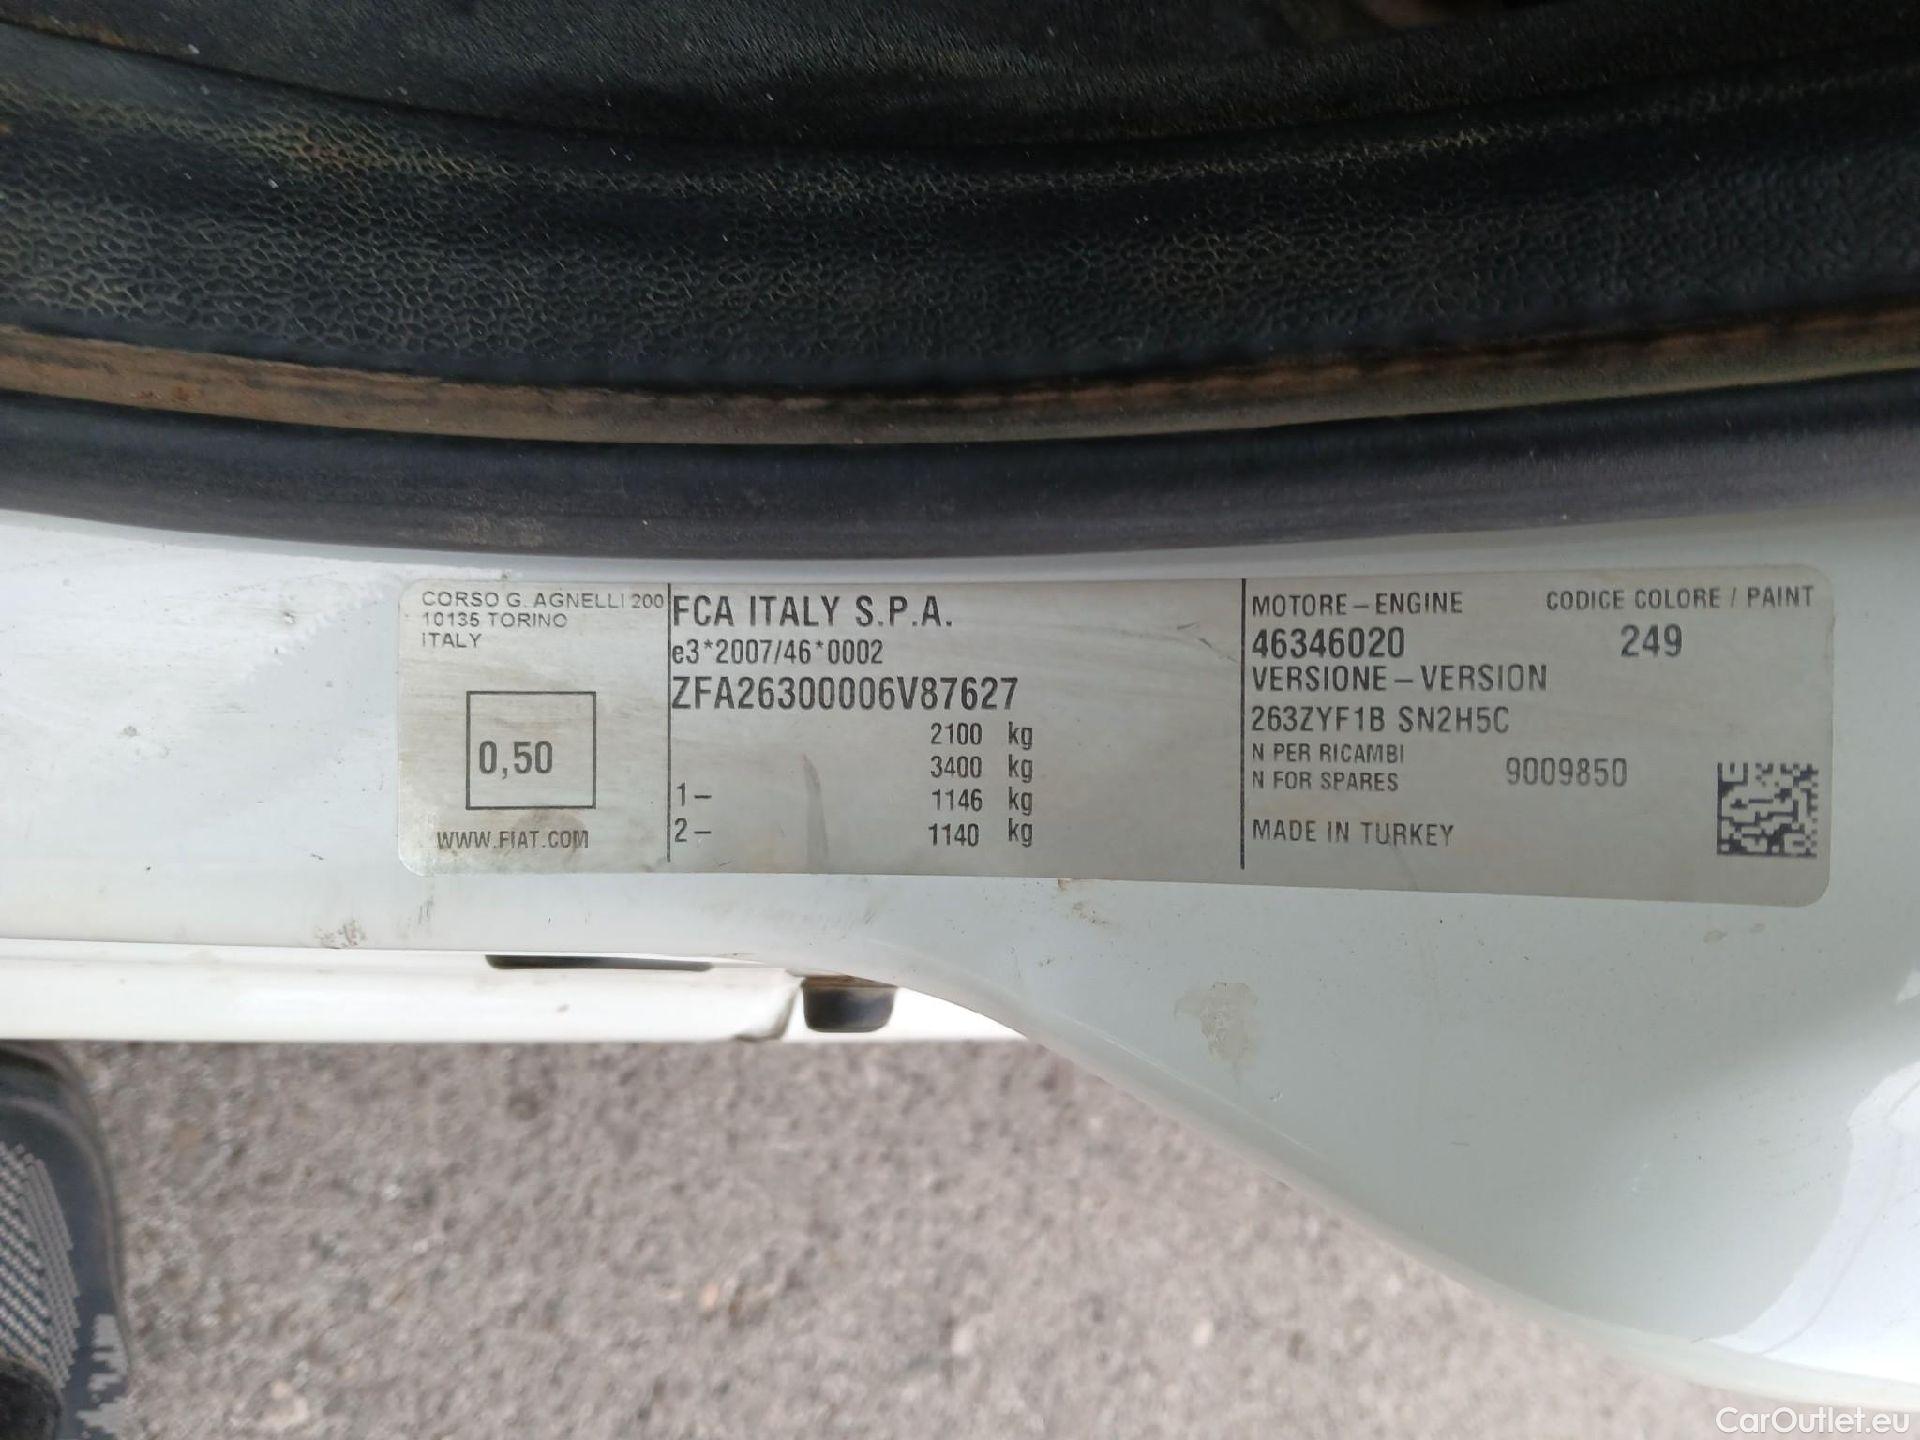 CORSO G. AGNELLI 200
10135 TORINO
ITALY
0,50
WWW.FIAT.COM
FCA ITALY S.P.A.
e3*2007/46*0002
ZFA26300006V87627
2100 kg
3400 kg
1– 1146 kg
2– 1140 kg
MOTORE – ENGINE CODICE COLORE / PAINT
46346020 249
VERSIONE – VERSION
263ZYF1B SN2H5C
N PER RICAMBI
N FOR SPARES 9009850
MADE IN TURKEY
CarOutlet.eu